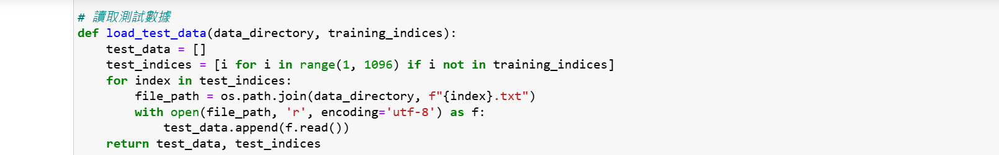 # 讀取測試數據
def load_test_data(data_directory, training_indices):
    test_data = []
    test_indices = [i for i in range(1, 1096) if i not in training_indices]
    for index in test_indices:
        file_path = os.path.join(data_directory, f"{index}.txt")
        with open(file_path, 'r', encoding='utf-8') as f:
            test_data.append(f.read())
    return test_data, test_indices